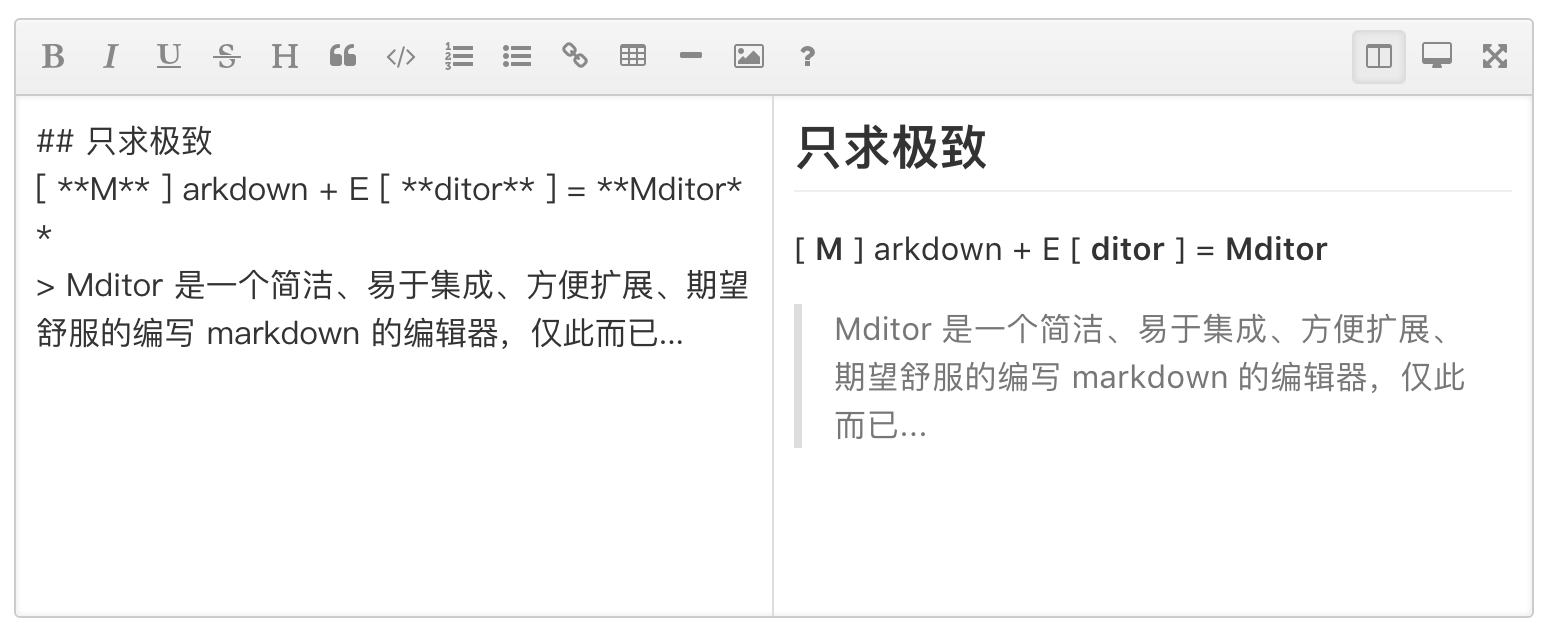 B I U S H </> ?
## 只求极致
[ **M** ] arkdown + E [ **ditor** ] = **Mditor*
*
> Mditor 是一个简洁、易于集成、方便扩展、期望
舒服的编写 markdown 的编辑器，仅此而已...
只求极致
[ M ] arkdown + E [ ditor ] = Mditor
Mditor 是一个简洁、易于集成、方便扩展、
期望舒服的编写 markdown 的编辑器，仅此
而已...